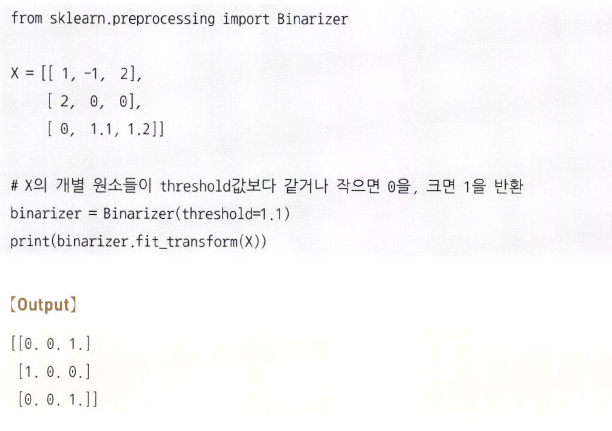 from sklearn.preprocessing import Binarizer
X = [[ 1, -1, 2],
[ 2, 0, 0],
[ 0, 1.1, 1.2]]
# X의 개별 원소들이 threshold값보다 같거나 작으면 0을, 크면 1을 반환
binarizer = Binarizer(threshold=1.1)
print(binarizer.fit_transform(X))
【Output】
[[0. 0. 1.]
[1. 0. 0.]
[0. 0. 1.]]